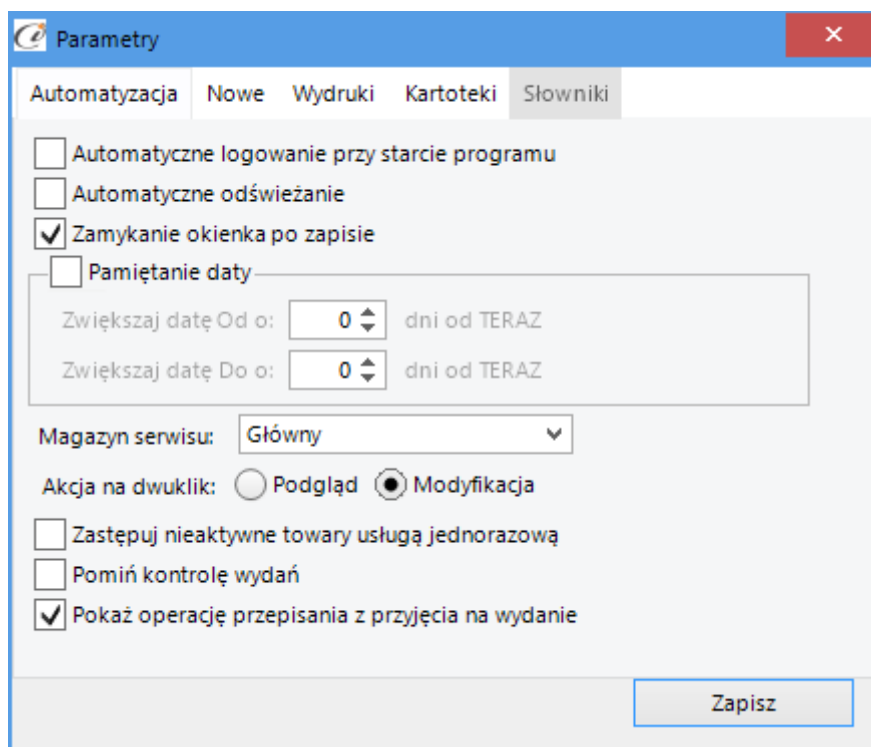 Parametry
Automatyzacja Nowe Wydruki Kartoteki Słowniki
Automatyczne logowanie przy starcie programu
Automatyczne odświeżanie
Zamykanie okienka po zapisie
Pamiętanie daty
Zwiększaj datę Od o: 0 dni od TERAZ
Zwiększaj datę Do o: 0 dni od TERAZ
Magazyn serwisu: Główny
Akcja na dwuklik: Podgląd Modyfikacja
Zastępuj nieaktywne towary usługą jednorazową
Pomiń kontrolę wydań
Pokaż operację przepisania z przyjęcia na wydanie
Zapisz